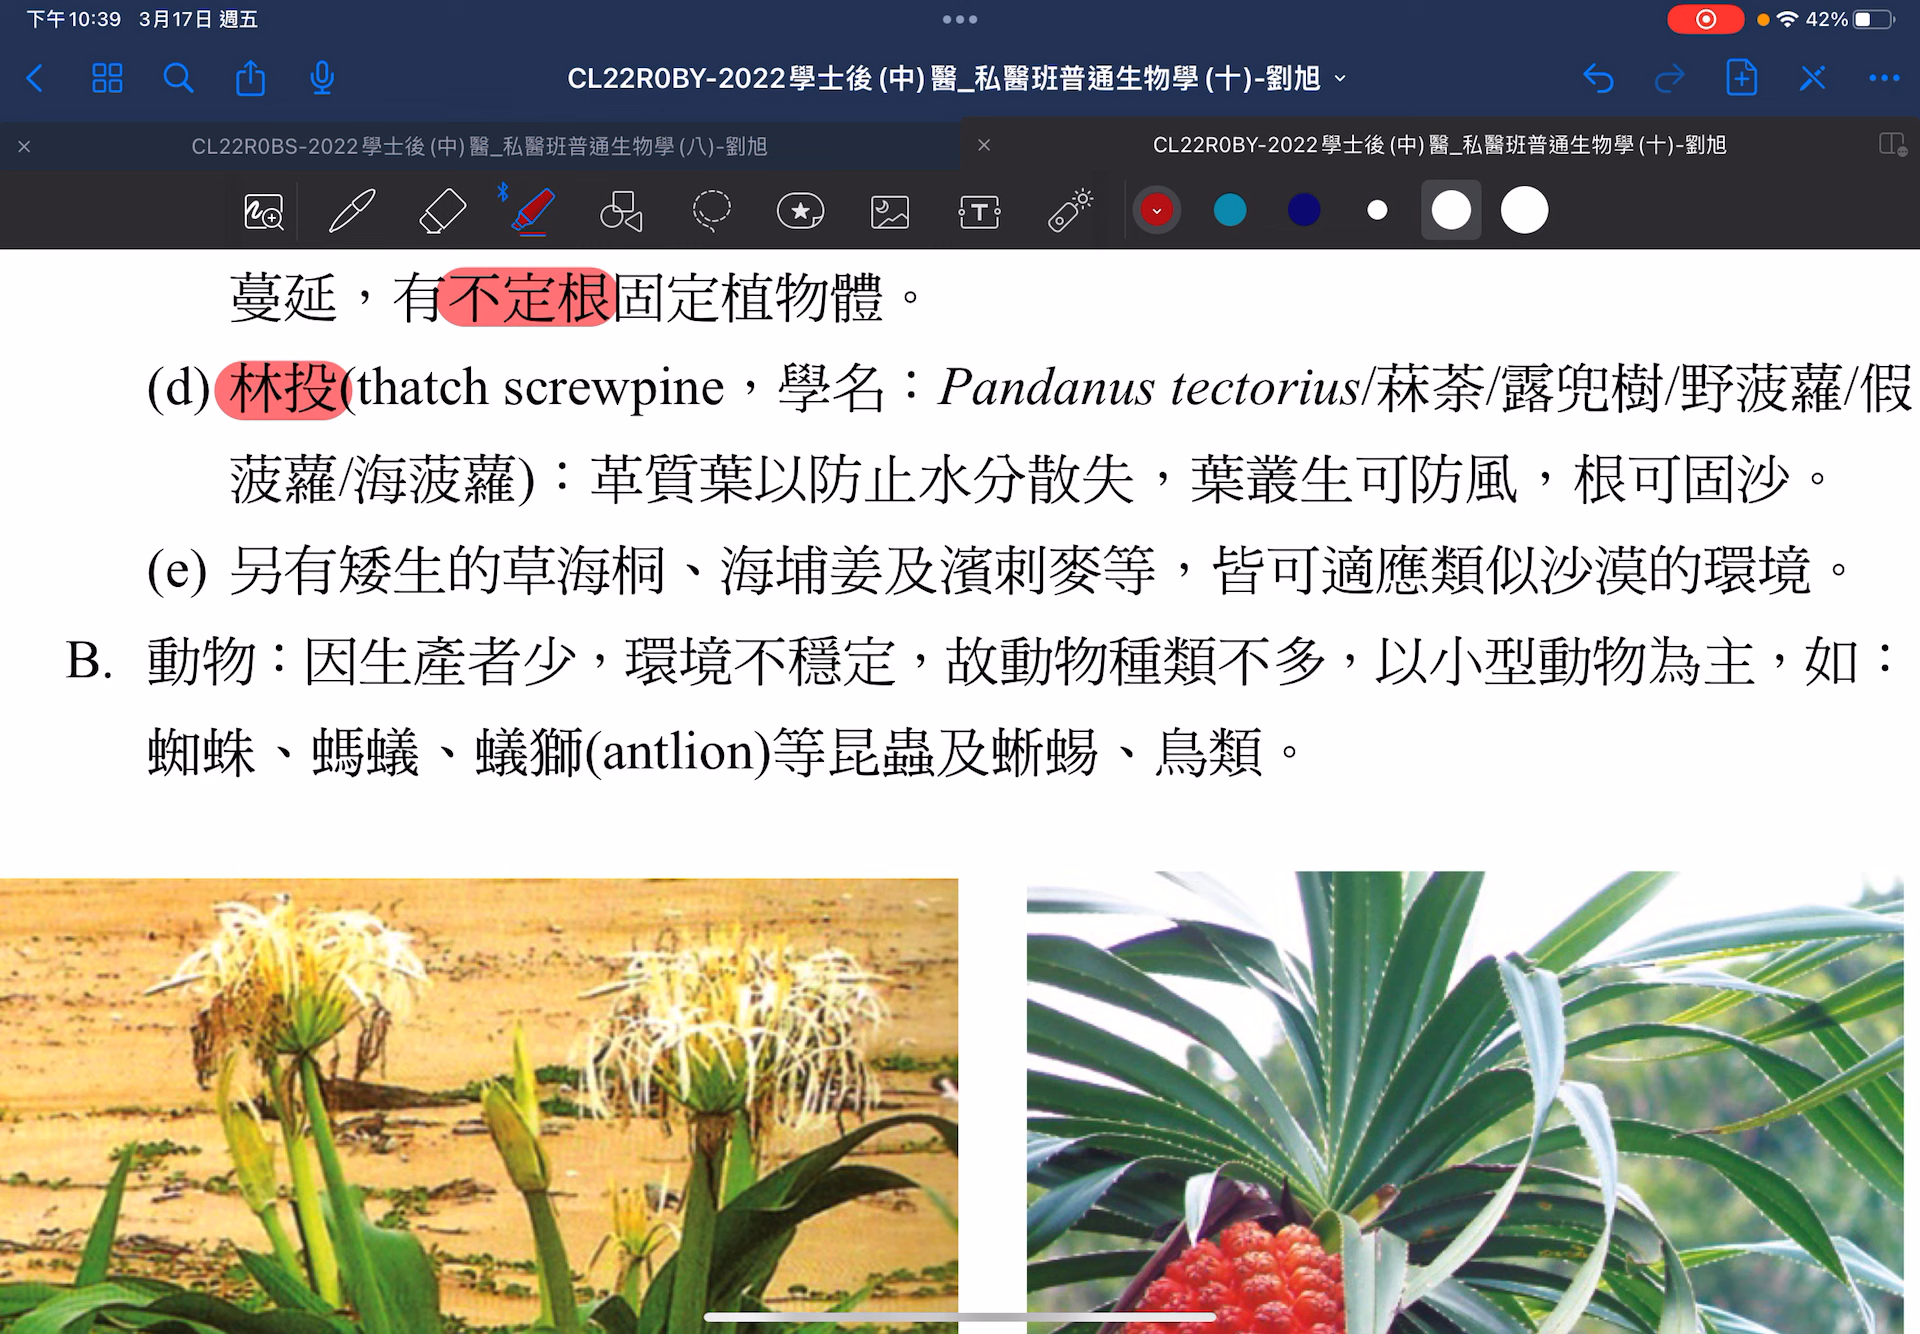 下午10:39 3月17日 週五
42%
CL22R0BY-2022學士後(中)醫_私醫班普通生物學(十)-劉旭
CL22R0BS-2022學士後(中)醫_私醫班普通生物學(八)-劉旭
CL22R0BY-2022學士後(中)醫_私醫班普通生物學(十)-劉旭
蔓延，有不定根固定植物體。
(d) 林投(thatch screwpine，學名：Pandanus tectorius/菻荼/露兜樹/野菠蘿/假
菠蘿/海菠蘿)：革質葉以防止水分散失，葉叢生可防風，根可固沙。
(e) 另有矮生的草海桐、海埔姜及濱刺麥等，皆可適應類似沙漠的環境。
B. 動物：因生產者少，環境不穩定，故動物種類不多，以小型動物為主，如：
蜘蛛、螞蟻、蟻獅(antlion)等昆蟲及蜥蜴、鳥類。